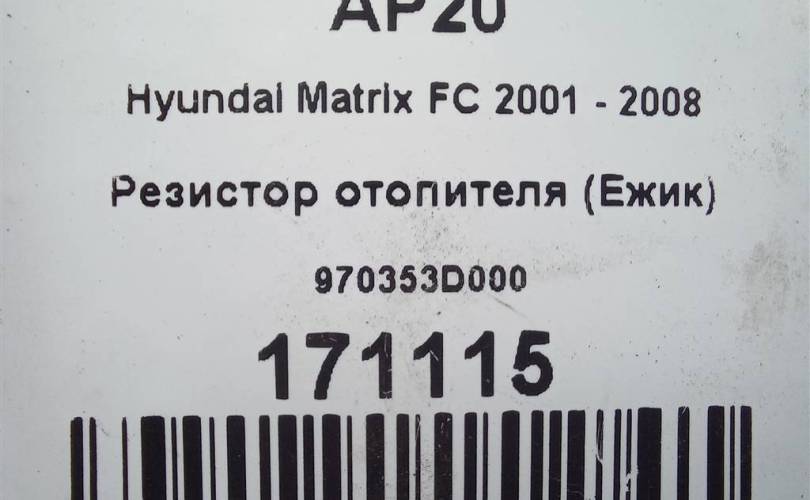 AP20
Hyundai Matrix FC 2001 - 2008
Резистор отопителя (Ежик)
970353D000
171115